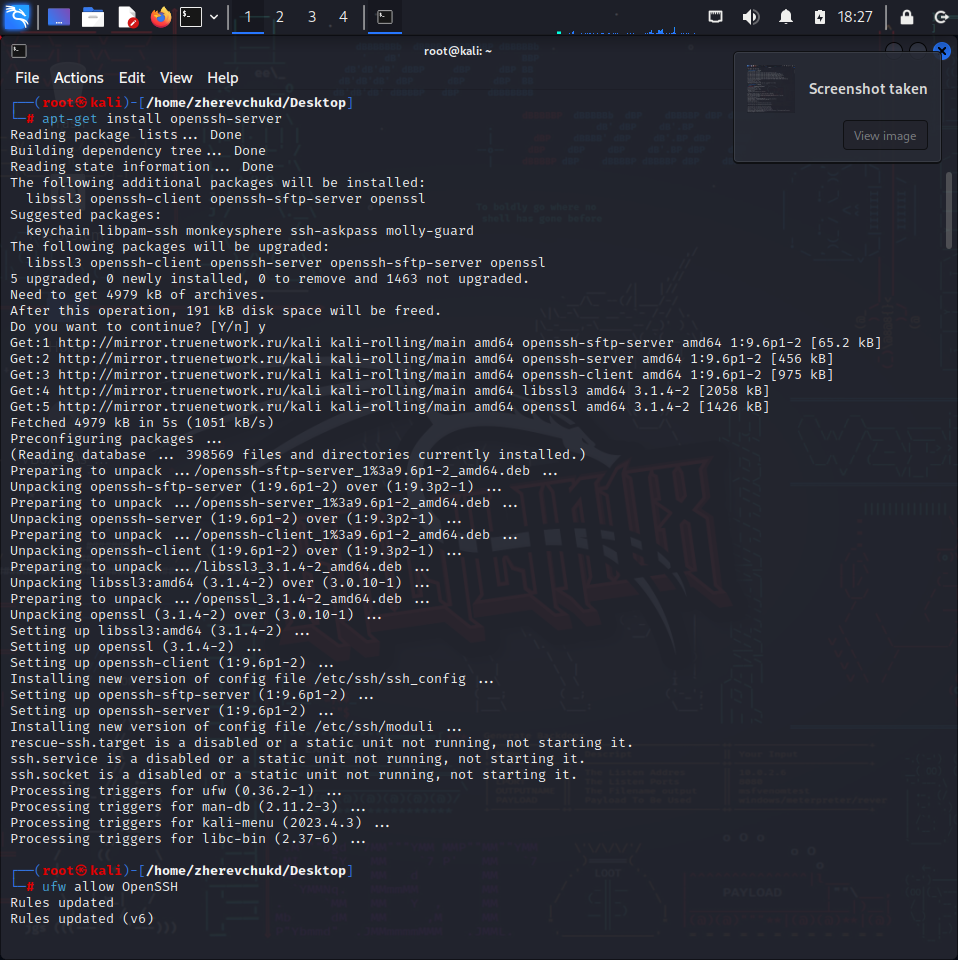 1 2 3 4 18:27
root@kali: ~
File Actions Edit View Help
Screenshot taken
View image
┌──(root㉿kali)-[/home/zherevchukd/Desktop]
└─# apt-get install openssh-server
Reading package lists... Done
Building dependency tree... Done
Reading state information... Done
The following additional packages will be installed:
  libssl3 openssh-client openssh-sftp-server openssl
Suggested packages:
  keychain libpam-ssh monkeysphere ssh-askpass molly-guard
The following packages will be upgraded:
  libssl3 openssh-client openssh-server openssh-sftp-server openssl
5 upgraded, 0 newly installed, 0 to remove and 1463 not upgraded.
Need to get 4979 kB of archives.
After this operation, 191 kB disk space will be freed.
Do you want to continue? [Y/n] y
Get:1 http://mirror.truenetwork.ru/kali kali-rolling/main amd64 openssh-sftp-server amd64 1:9.6p1-2 [65.2 kB]
Get:2 http://mirror.truenetwork.ru/kali kali-rolling/main amd64 openssh-server amd64 1:9.6p1-2 [456 kB]
Get:3 http://mirror.truenetwork.ru/kali kali-rolling/main amd64 openssh-client amd64 1:9.6p1-2 [975 kB]
Get:4 http://mirror.truenetwork.ru/kali kali-rolling/main amd64 libssl3 amd64 3.1.4-2 [2058 kB]
Get:5 http://mirror.truenetwork.ru/kali kali-rolling/main amd64 openssl amd64 3.1.4-2 [1426 kB]
Fetched 4979 kB in 5s (1051 kB/s)
Preconfiguring packages ...
(Reading database ... 398569 files and directories currently installed.)
Preparing to unpack .../openssh-sftp-server_1%3a9.6p1-2_amd64.deb ...
Unpacking openssh-sftp-server (1:9.6p1-2) over (1:9.3p2-1) ...
Preparing to unpack .../openssh-server_1%3a9.6p1-2_amd64.deb ...
Unpacking openssh-server (1:9.6p1-2) over (1:9.3p2-1) ...
Preparing to unpack .../openssh-client_1%3a9.6p1-2_amd64.deb ...
Unpacking openssh-client (1:9.6p1-2) over (1:9.3p2-1) ...
Preparing to unpack .../libssl3_3.1.4-2_amd64.deb ...
Unpacking libssl3:amd64 (3.1.4-2) over (3.0.10-1) ...
Preparing to unpack .../openssl_3.1.4-2_amd64.deb ...
Unpacking openssl (3.1.4-2) over (3.0.10-1) ...
Setting up libssl3:amd64 (3.1.4-2) ...
Setting up openssl (3.1.4-2) ...
Setting up openssh-client (1:9.6p1-2) ...
Installing new version of config file /etc/ssh/ssh_config ...
Setting up openssh-sftp-server (1:9.6p1-2) ...
Setting up openssh-server (1:9.6p1-2) ...
Installing new version of config file /etc/ssh/moduli ...
rescue-ssh.target is a disabled or a static unit not running, not starting it.
ssh.service is a disabled or a static unit not running, not starting it.
ssh.socket is a disabled or a static unit not running, not starting it.
Processing triggers for ufw (0.36.2-1) ...
Processing triggers for man-db (2.11.2-3) ...
Processing triggers for kali-menu (2023.4.3) ...
Processing triggers for libc-bin (2.37-6) ...
┌──(root㉿kali)-[/home/zherevchukd/Desktop]
└─# ufw allow OpenSSH
Rules updated
Rules updated (v6)
LOOT
PAYLOAD